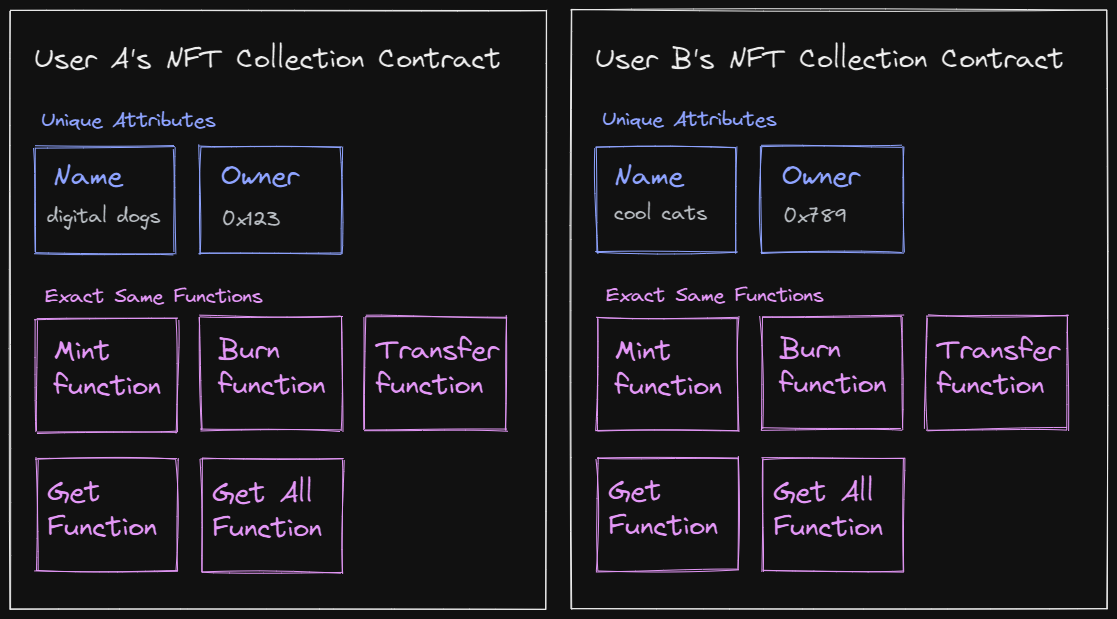 User A's NFT Collection Contract
Unique Attributes
Name
digital dogs
Owner
0x123
Exact Same Functions
Mint
function
Burn
function
Transfer
function
Get
Function
Get All
Function
User B's NFT Collection Contract
Unique Attributes
Name
cool cats
Owner
0x789
Exact Same Functions
Mint
function
Burn
function
Transfer
function
Get
Function
Get All
Function